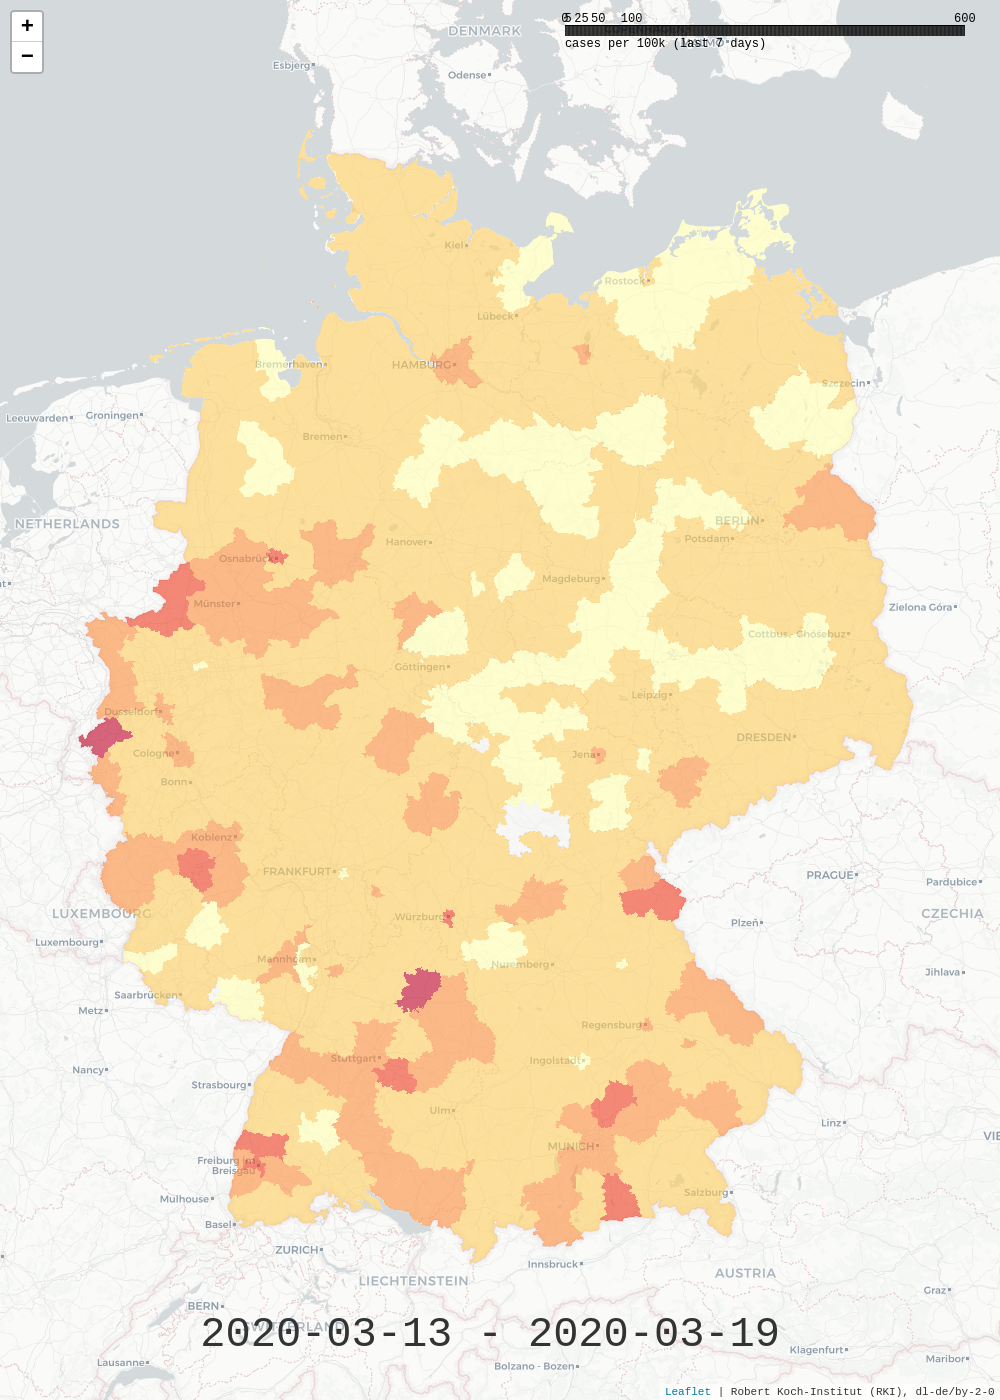 +
−
0 5 25 50 100 600
cases per 100k (last 7 days)
DENMARK
Esbjerg
Odense
Kiel
Rostock
Lübeck
Bremerhaven
HAMBURG
Szczecin
Leeuwarden
Groningen
Bremen
NETHERLANDS
BERLIN
Hanover
Potsdam
Osnabrück
Magdeburg
Münster
Zielona Góra
Cottbus - Chóśebuz
Göttingen
Leipzig
Dusseldorf
DRESDEN
Cologne
Jena
Bonn
Koblenz
FRANKFURT
PRAGUE
Pardubice
LUXEMBOURG
Würzburg
CZECHIA
Plzeň
Luxembourg
Mannheim
Nuremberg
Jihlava
Saarbrücken
Metz
Regensburg
Stuttgart
Ingolstadt
Nancy
Strasbourg
Ulm
Linz
MUNICH
Freiburg im
Breisgau
Mulhouse
Salzburg
Basel
ZURICH
Innsbruck
LIECHTENSTEIN
AUSTRIA
Graz
BERN
SWITZERLAND
2020-03-13 - 2020-03-19
Klagenfurt
Lausanne
Bolzano - Bozen
Maribor
Leaflet | Robert Koch-Institut (RKI), dl-de/by-2-0